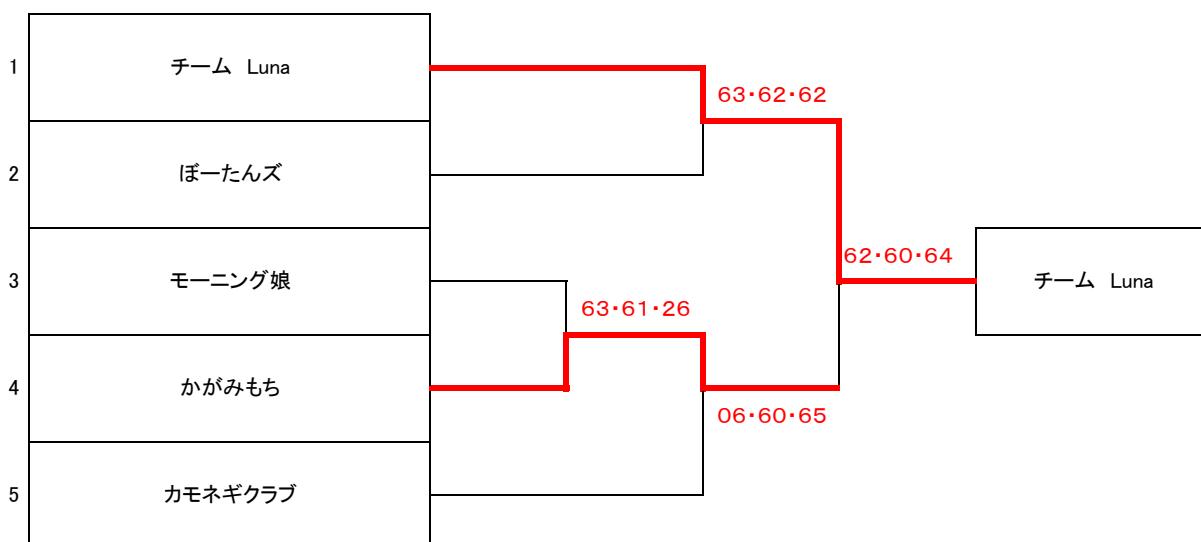 1
チーム Luna
63・62・62
2
ぼーたんズ
3
モーニング娘
63・61・26
62・60・64
チーム Luna
4
かがみもち
06・60・65
5
カモネギクラブ